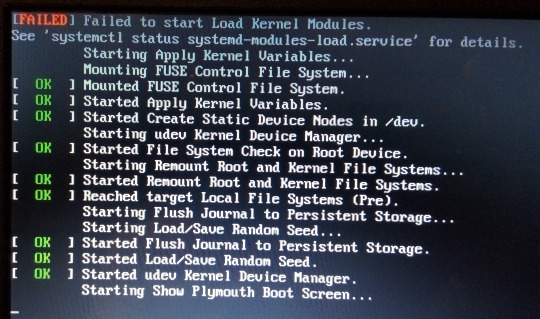 [FAILED] Failed to start Load Kernel Modules.
See 'systemctl status systemd-modules-load.service' for details.
Starting Apply Kernel Variables...
Mounting FUSE Control File System...
[ OK ] Mounted FUSE Control File System.
[ OK ] Started Apply Kernel Variables.
[ OK ] Started Create Static Device Nodes in /dev.
Starting udev Kernel Device Manager...
[ OK ] Started File System Check on Root Device.
Starting Remount Root and Kernel File Systems...
[ OK ] Started Remount Root and Kernel File Systems.
[ OK ] Reached target Local File Systems (Pre).
Starting Flush Journal to Persistent Storage...
Starting Load/Save Random Seed...
[ OK ] Started Flush Journal to Persistent Storage.
[ OK ] Started Load/Save Random Seed.
[ OK ] Started udev Kernel Device Manager.
Starting Show Plymouth Boot Screen...